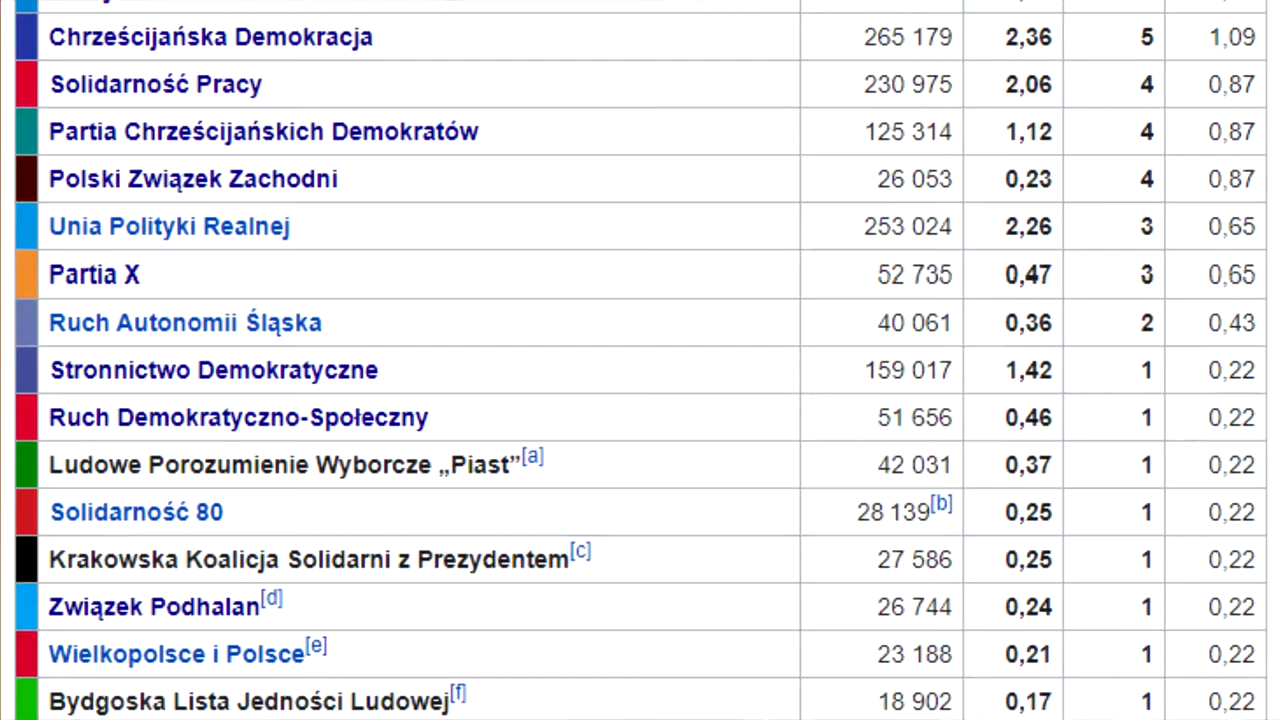 Chrześcijańska Demokracja 265 179 2,36 5 1,09
Solidarność Pracy 230 975 2,06 4 0,87
Partia Chrześcijańskich Demokratów 125 314 1,12 4 0,87
Polski Związek Zachodni 26 053 0,23 4 0,87
Unia Polityki Realnej 253 024 2,26 3 0,65
Partia X 52 735 0,47 3 0,65
Ruch Autonomii Śląska 40 061 0,36 2 0,43
Stronnictwo Demokratyczne 159 017 1,42 1 0,22
Ruch Demokratyczno-Społeczny 51 656 0,46 1 0,22
Ludowe Porozumienie Wyborcze „Piast”[a] 42 031 0,37 1 0,22
Solidarność 80 28 139[b] 0,25 1 0,22
Krakowska Koalicja Solidarni z Prezydentem[c] 27 586 0,25 1 0,22
Związek Podhalan[d] 26 744 0,24 1 0,22
Wielkopolsce i Polsce[e] 23 188 0,21 1 0,22
Bydgoska Lista Jedności Ludowej[f] 18 902 0,17 1 0,22